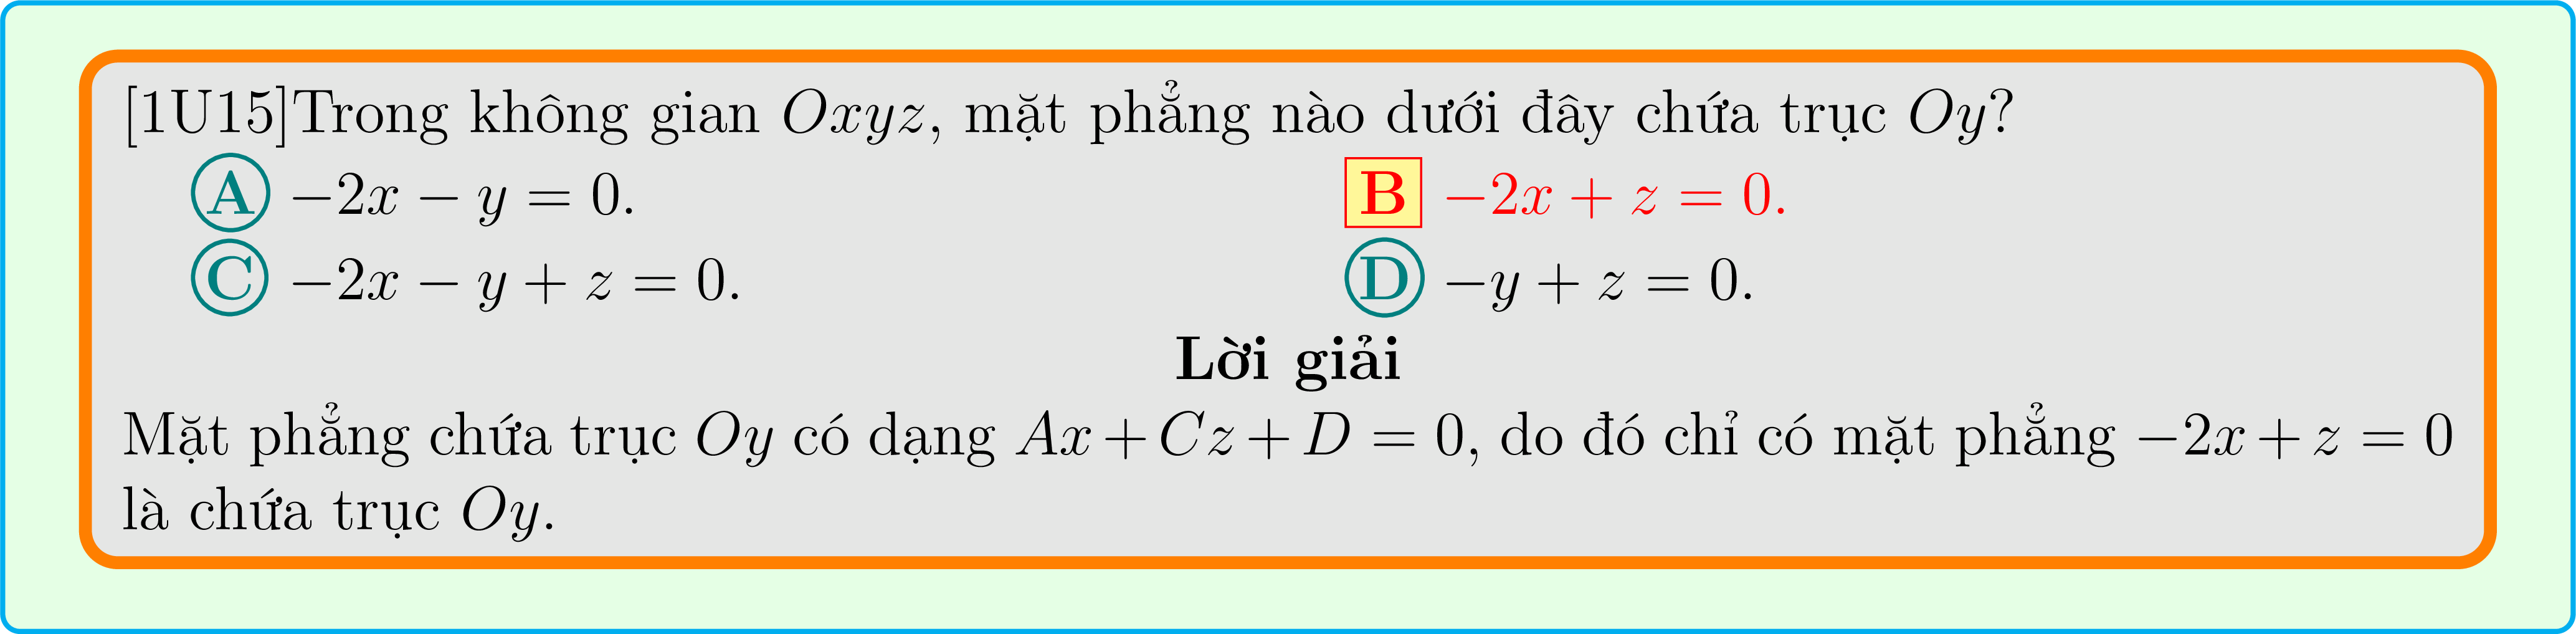 [1U15]Trong không gian Oxyz, mặt phẳng nào dưới đây chứa trục Oy?
A −2x − y = 0. B −2x + z = 0.
C −2x − y + z = 0. D −y + z = 0.
Lời giải
Mặt phẳng chứa trục Oy có dạng Ax + Cz + D = 0, do đó chỉ có mặt phẳng −2x + z = 0
là chứa trục Oy.